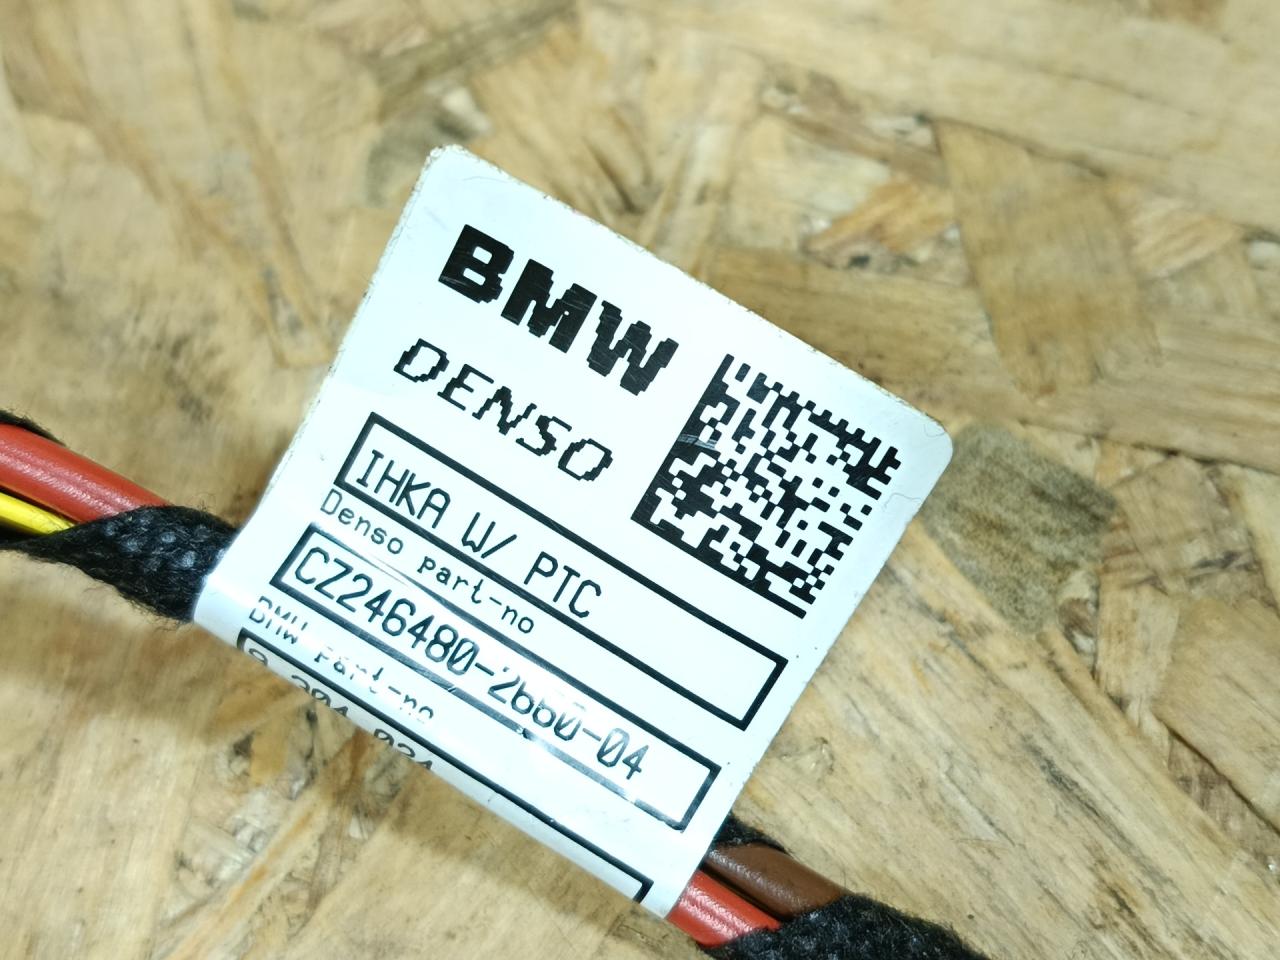 BMW
DENSO
IHKA W/ PTC
Denso part-no
CZ246480-2660-04
BMW part-no